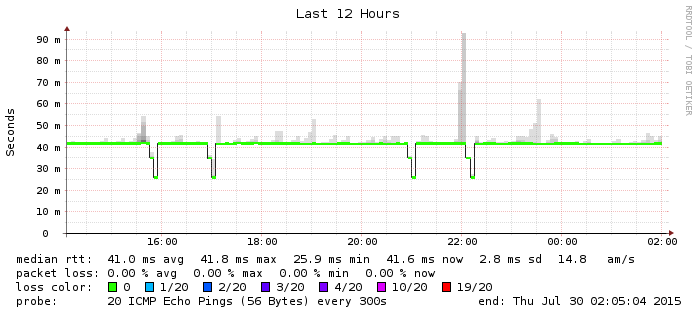 Last 12 Hours
RRDTOOL / TOBI OETIKER
Seconds
90 m
80 m
70 m
60 m
50 m
40 m
30 m
20 m
10 m
0
16:00 18:00 20:00 22:00 00:00 02:00
median rtt: 41.0 ms avg 41.8 ms max 25.9 ms min 41.6 ms now 2.8 ms sd 14.8 am/s
packet loss: 0.00 % avg 0.00 % max 0.00 % min 0.00 % now
loss color: 0 1/20 2/20 3/20 4/20 10/20 19/20
probe: 20 ICMP Echo Pings (56 Bytes) every 300s end: Thu Jul 30 02:05:04 2015